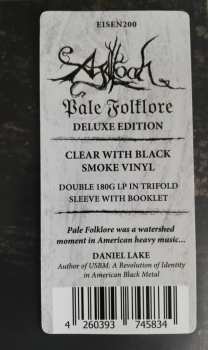 EISEN200
Agalloch
Pale Folklore
DELUXE EDITION
CLEAR WITH BLACK
SMOKE VINYL
DOUBLE 180G LP IN TRIFOLD
SLEEVE WITH BOOKLET
Pale Folklore was a watershed
moment in American heavy music...
DANIEL LAKE
Author of USBM: A Revolution of Identity
in American Black Metal
4 260393 745834